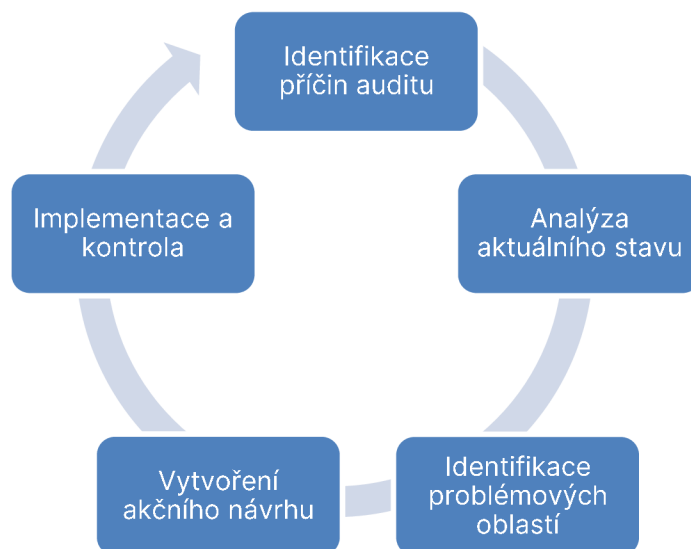 Identifikace
příčin auditu
Analýza
aktuálního stavu
Identifikace
problémových
oblastí
Vytvoření
akčního návrhu
Implementace a
kontrola